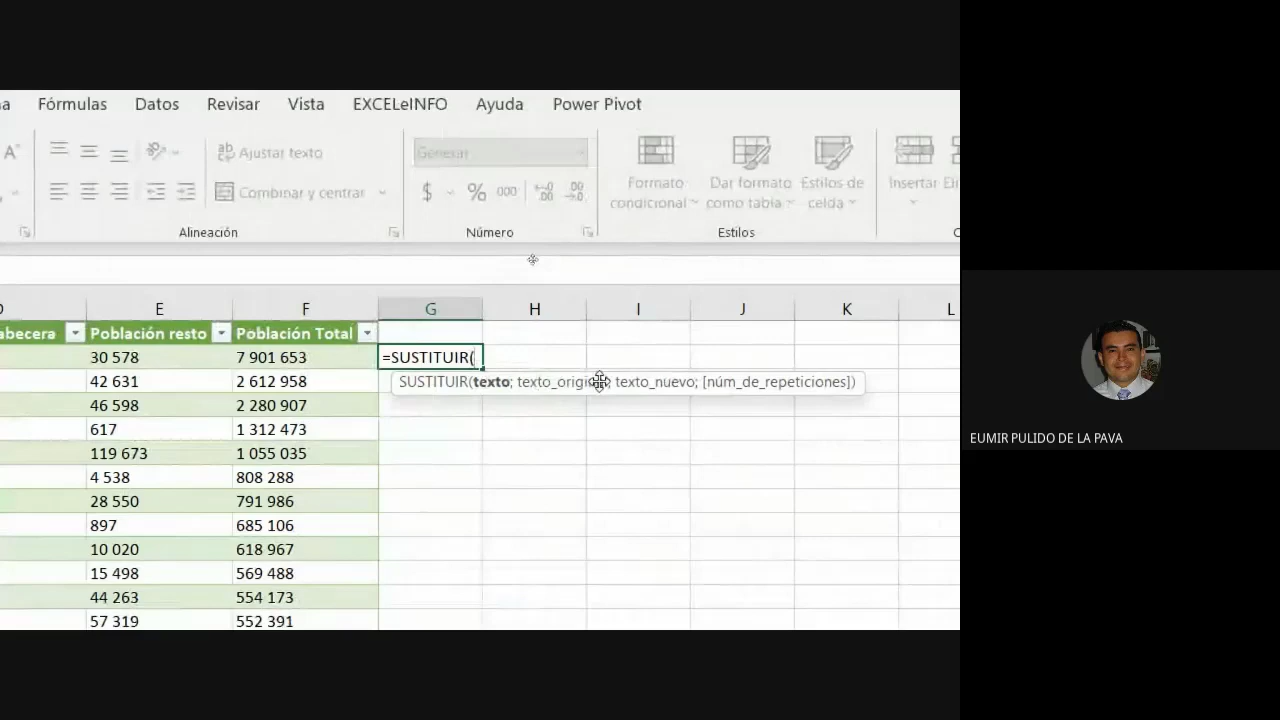 Fórmulas Datos Revisar Vista EXCELeINFO Ayuda Power Pivot
Ajustar texto General
Combinar y centrar $ % 000
Formato condicional Dar formato como tabla Estilos de celda Insertar
Alineación Número Estilos
E F G H I J K L
Población resto Población Total
30 578 7 901 653 =SUSTITUIR(
42 631 2 612 958 SUSTITUIR(texto; texto_original; texto_nuevo; [núm_de_repeticiones])
46 598 2 280 907
617 1 312 473
119 673 1 055 035
4 538 808 288
28 550 791 986
897 685 106
10 020 618 967
15 498 569 488
44 263 554 173
57 319 552 391
EUMIR PULIDO DE LA PAVA